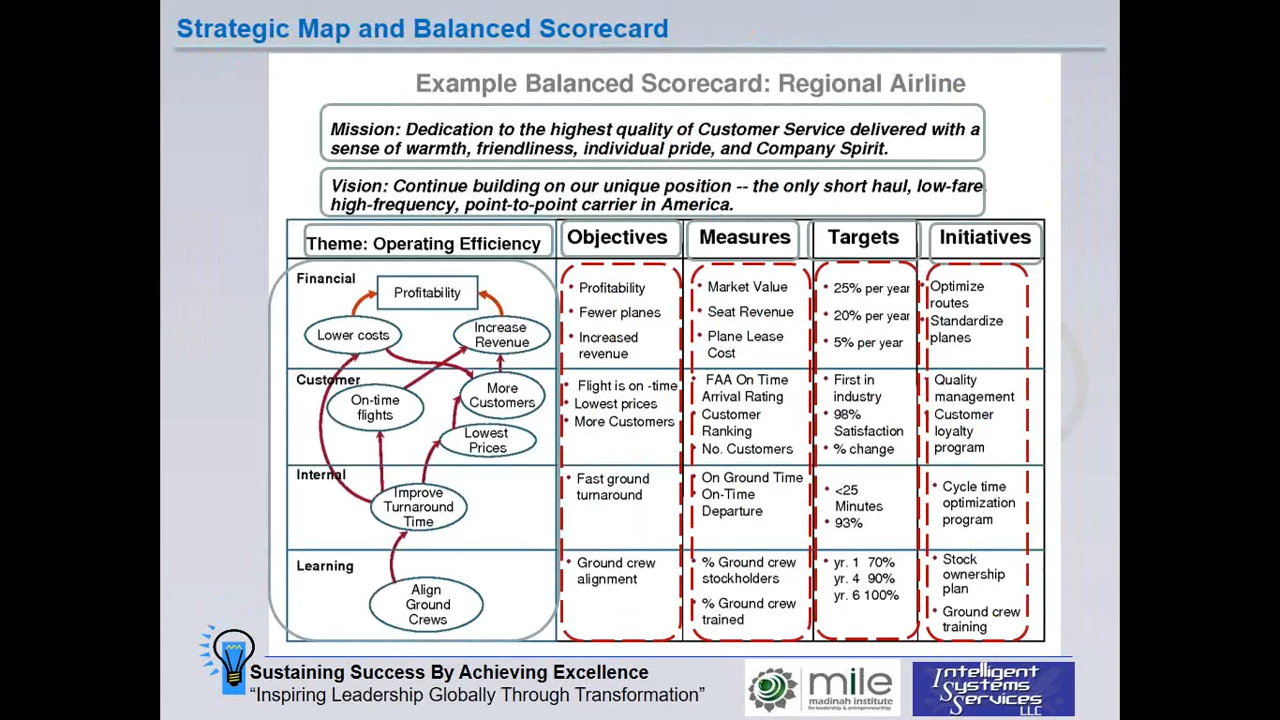 Strategic Map and Balanced Scorecard
Example Balanced Scorecard: Regional Airline
Mission: Dedication to the highest quality of Customer Service delivered with a
sense of warmth, friendliness, individual pride, and Company Spirit.
Vision: Continue building on our unique position -- the only short haul, low-fare,
high-frequency, point-to-point carrier in America.
Theme: Operating Efficiency
Objectives
Measures
Targets
Initiatives
Financial
Profitability
Lower costs
Increase
Revenue
• Profitability
• Fewer planes
• Increased
revenue
• Market Value
• Seat Revenue
• Plane Lease
Cost
• 25% per year
• 20% per year
• 5% per year
• Optimize
routes
• Standardize
planes
Customer
On-time
flights
More
Customers
Lowest
Prices
• Flight is on -time
• Lowest prices
• More Customers
• FAA On Time
Arrival Rating
• Customer
Ranking
• No. Customers
• First in
industry
• 98%
Satisfaction
• % change
• Quality
management
• Customer
loyalty
program
Internal
Improve
Turnaround
Time
• Fast ground
turnaround
• On Ground Time
• On-Time
Departure
• <25
Minutes
• 93%
• Cycle time
optimization
program
Learning
Align
Ground
Crews
• Ground crew
alignment
• % Ground crew
stockholders
• % Ground crew
trained
• yr. 1 70%
• yr. 4 90%
• yr. 6 100%
• Stock
ownership
plan
• Ground crew
training
Sustaining Success By Achieving Excellence
“Inspiring Leadership Globally Through Transformation”
mile
madinah institute
for leadership & entrepreneurship
Intelligent
Systems
Services
LLC